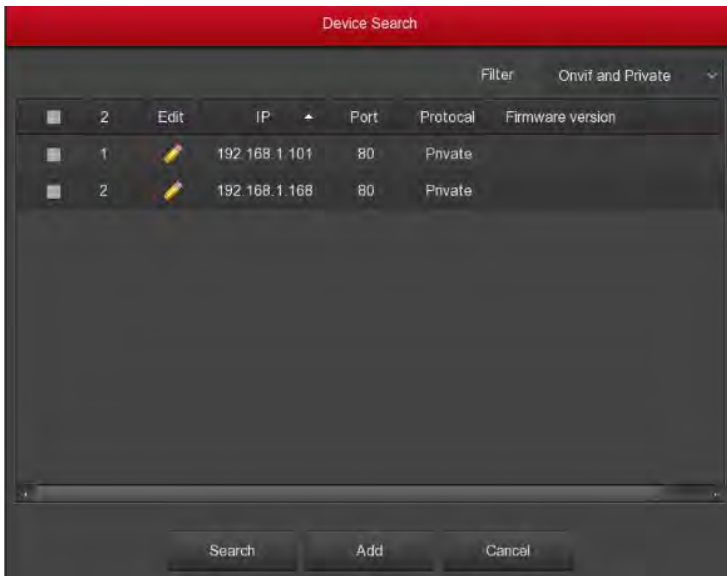 Device Search
Filter Onvif and Private
2 Edit IP Port Protocal Firmware version
1 192.168.1.101 80 Private
2 192.168.1.168 80 Private
Search Add Cancel